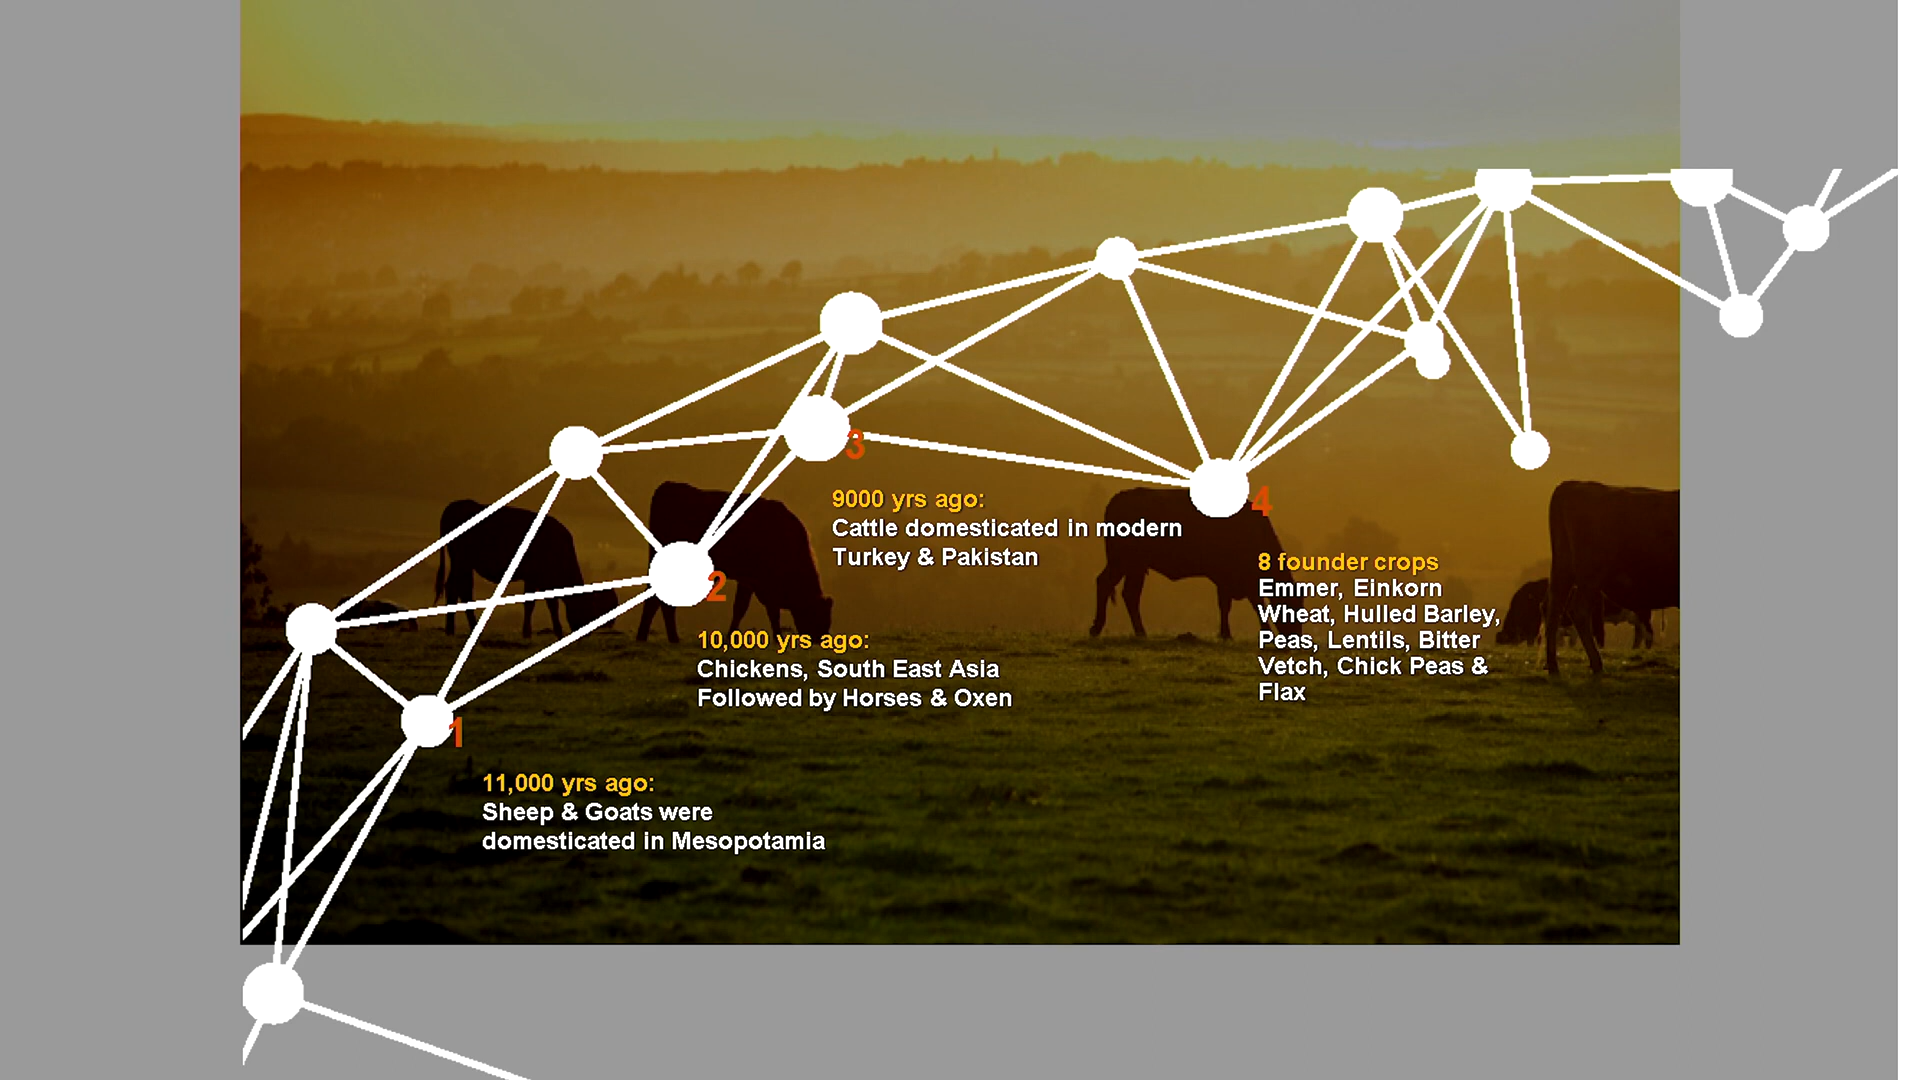 3
4
9000 yrs ago:
Cattle domesticated in modern
Turkey & Pakistan
8 founder crops
Emmer, Einkorn
Wheat, Hulled Barley,
Peas, Lentils, Bitter
Vetch, Chick Peas &
Flax
2
10,000 yrs ago:
Chickens, South East Asia
Followed by Horses & Oxen
1
11,000 yrs ago:
Sheep & Goats were
domesticated in Mesopotamia